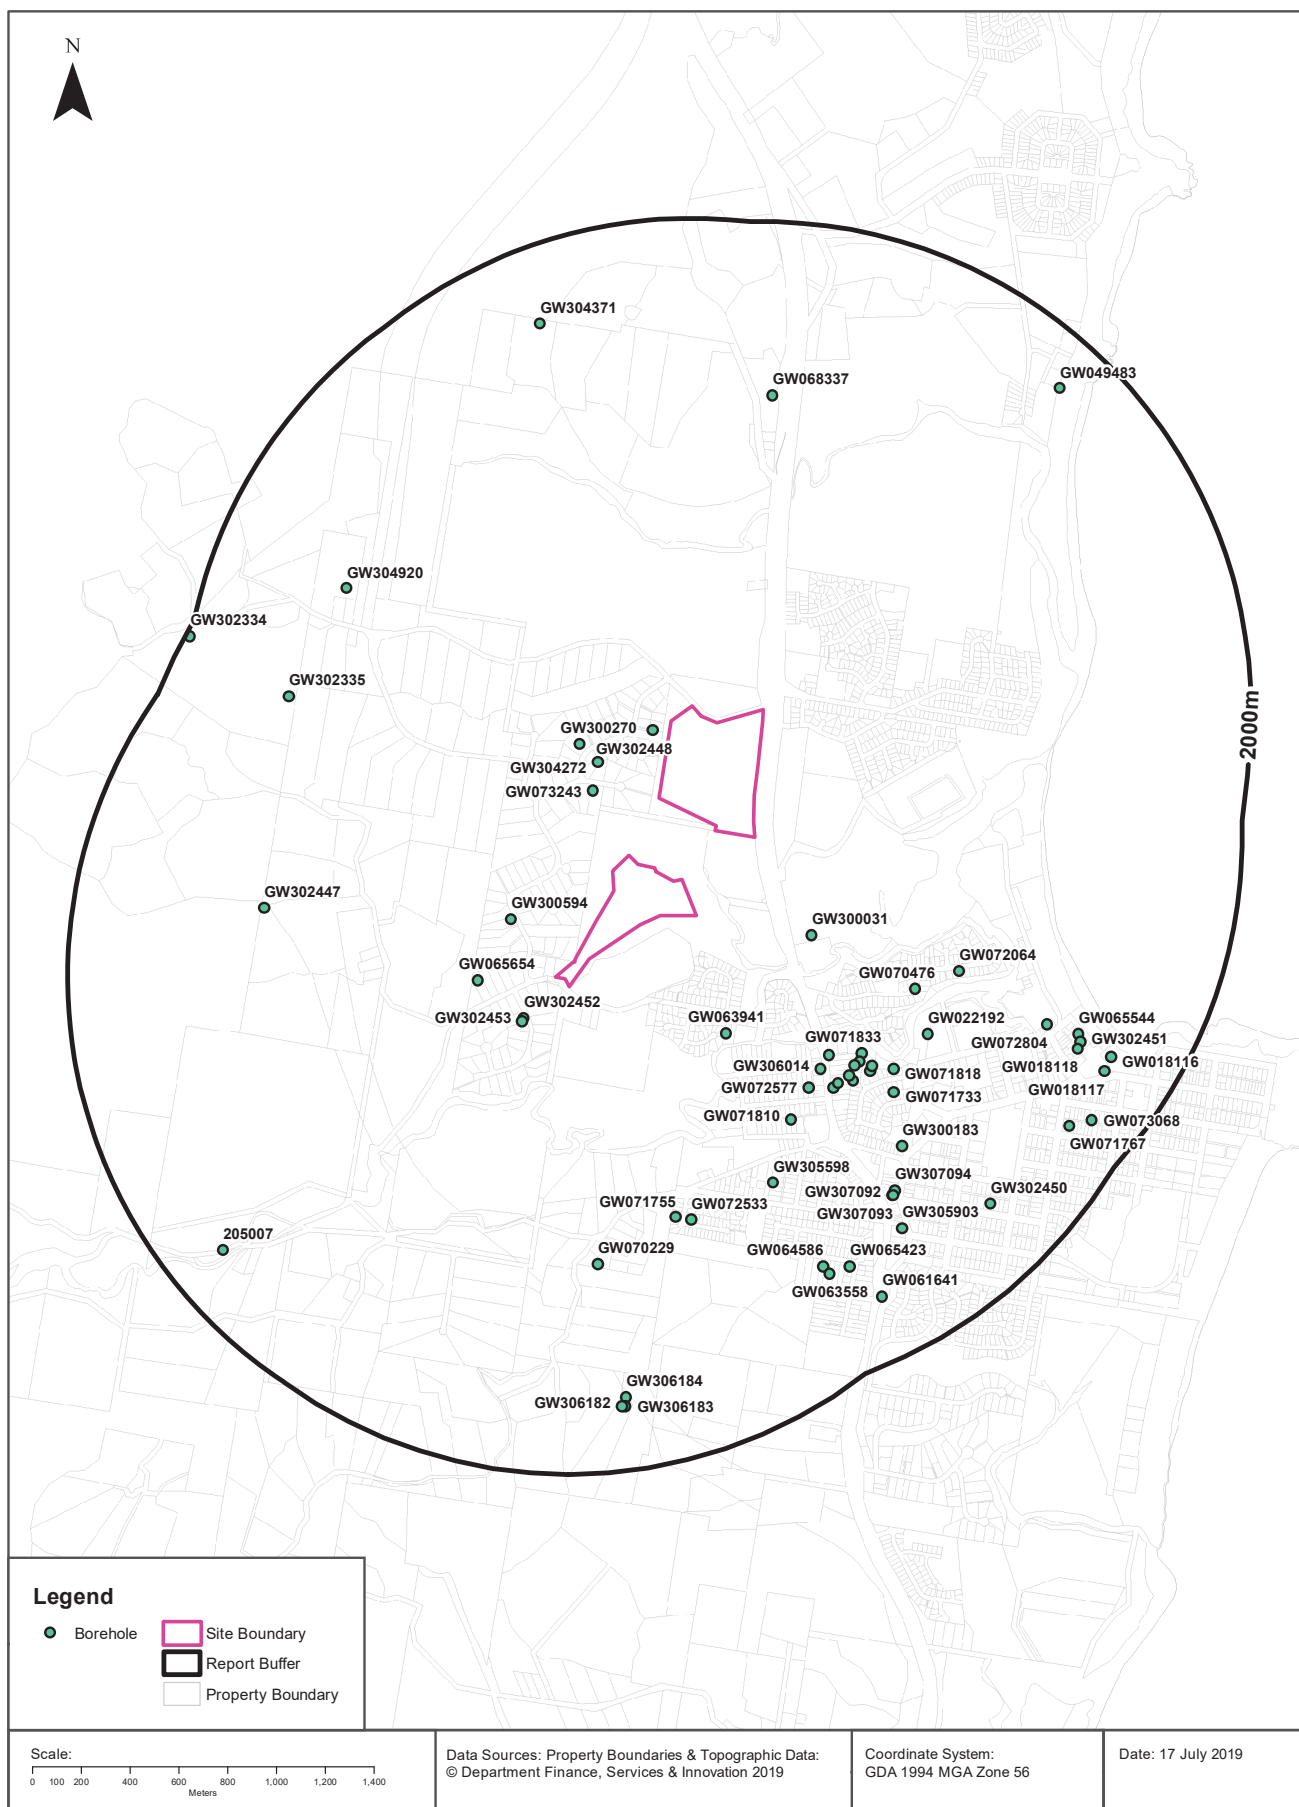 N
GW304371
GW068337
GW049483
GW304920
GW302334
GW302335
2000m
GW300270
GW302448
GW304272
GW073243
GW302447
GW300594
GW300031
GW065654
GW072064
GW070476
GW302452
GW302453
GW063941
GW022192
GW065544
GW072804
GW302451
GW071833
GW018118
GW018116
GW306014
GW071818
GW072577
GW018117
GW071733
GW071810
GW073068
GW300183
GW071767
GW305598
GW307094
GW307092
GW302450
GW071755
GW072533
GW307093
GW305903
205007
GW070229
GW064586
GW065423
GW063558
GW061641
GW306184
GW306182
GW306183
Legend
Borehole
Site Boundary
Report Buffer
Property Boundary
Scale:
0 100 200 400 600 800 1,000 1,200 1,400
Meters
Data Sources: Property Boundaries & Topographic Data:
© Department Finance, Services & Innovation 2019
Coordinate System:
GDA 1994 MGA Zone 56
Date: 17 July 2019